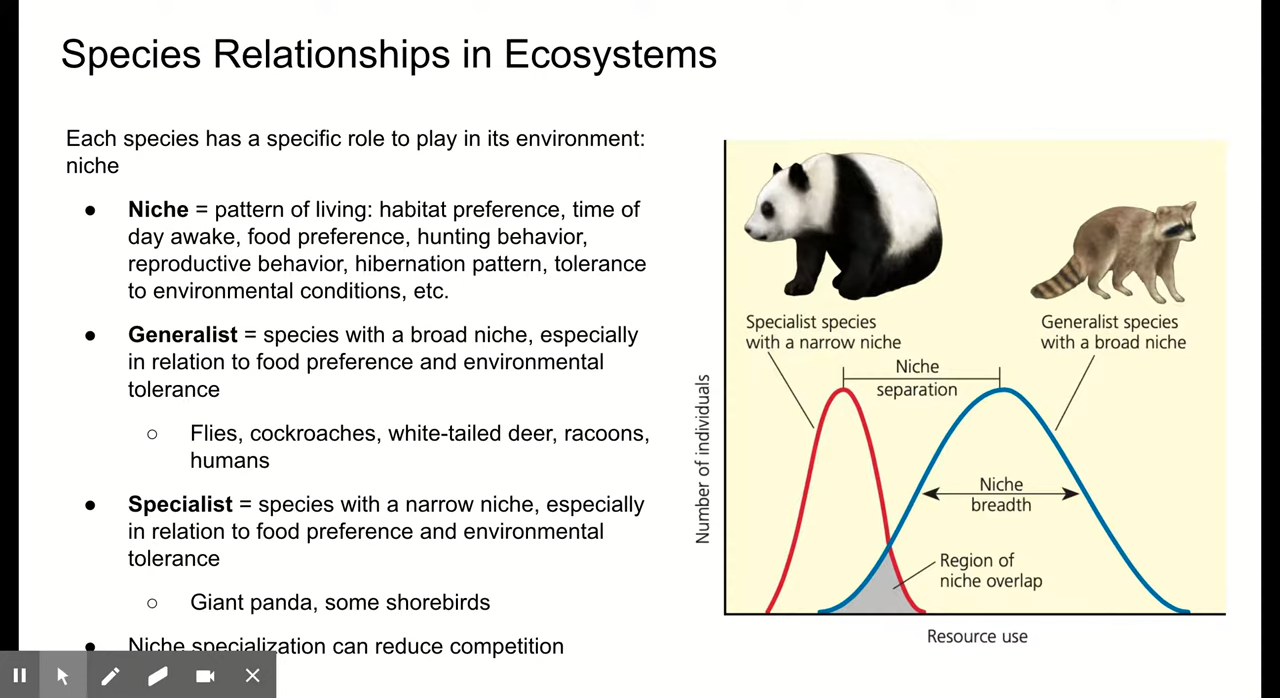 Species Relationships in Ecosystems
Each species has a specific role to play in its environment:
niche
● Niche = pattern of living: habitat preference, time of
day awake, food preference, hunting behavior,
reproductive behavior, hibernation pattern, tolerance
to environmental conditions, etc.
● Generalist = species with a broad niche, especially
in relation to food preference and environmental
tolerance
○ Flies, cockroaches, white-tailed deer, racoons,
humans
● Specialist = species with a narrow niche, especially
in relation to food preference and environmental
tolerance
○ Giant panda, some shorebirds
● Niche specialization can reduce competition
Specialist species
with a narrow niche
Generalist species
with a broad niche
Niche
separation
Niche
breadth
Region of
niche overlap
Number of individuals
Resource use